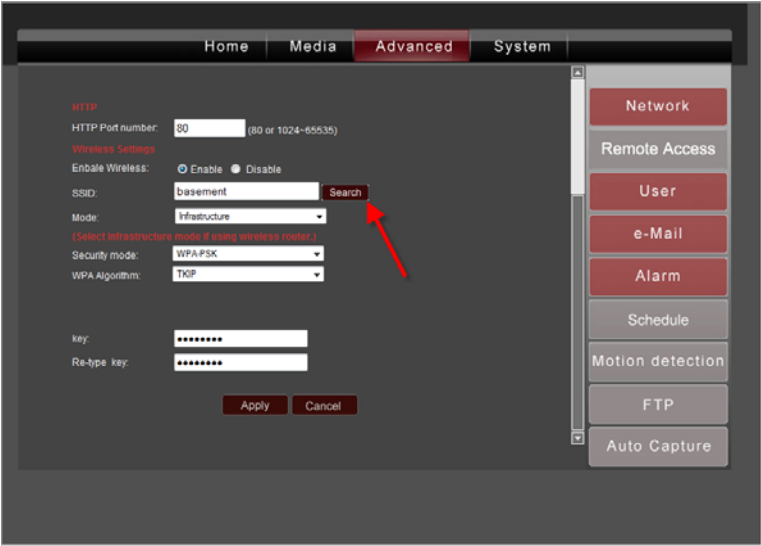 Home Media Advanced System
HTTP
HTTP Port number: 80 (80 or 1024~65535)
Wireless Settings
Enbale Wireless: Enable Disable
SSID: basement Search
Mode: Infrastructure
(Select Infrastructure mode if using wireless router.)
Security mode: WPA-PSK
WPA Algorithm: TKIP
key: ●●●●●●●●
Re-type key: ●●●●●●●●
Apply Cancel
Network
Remote Access
User
e-Mail
Alarm
Schedule
Motion detection
FTP
Auto Capture